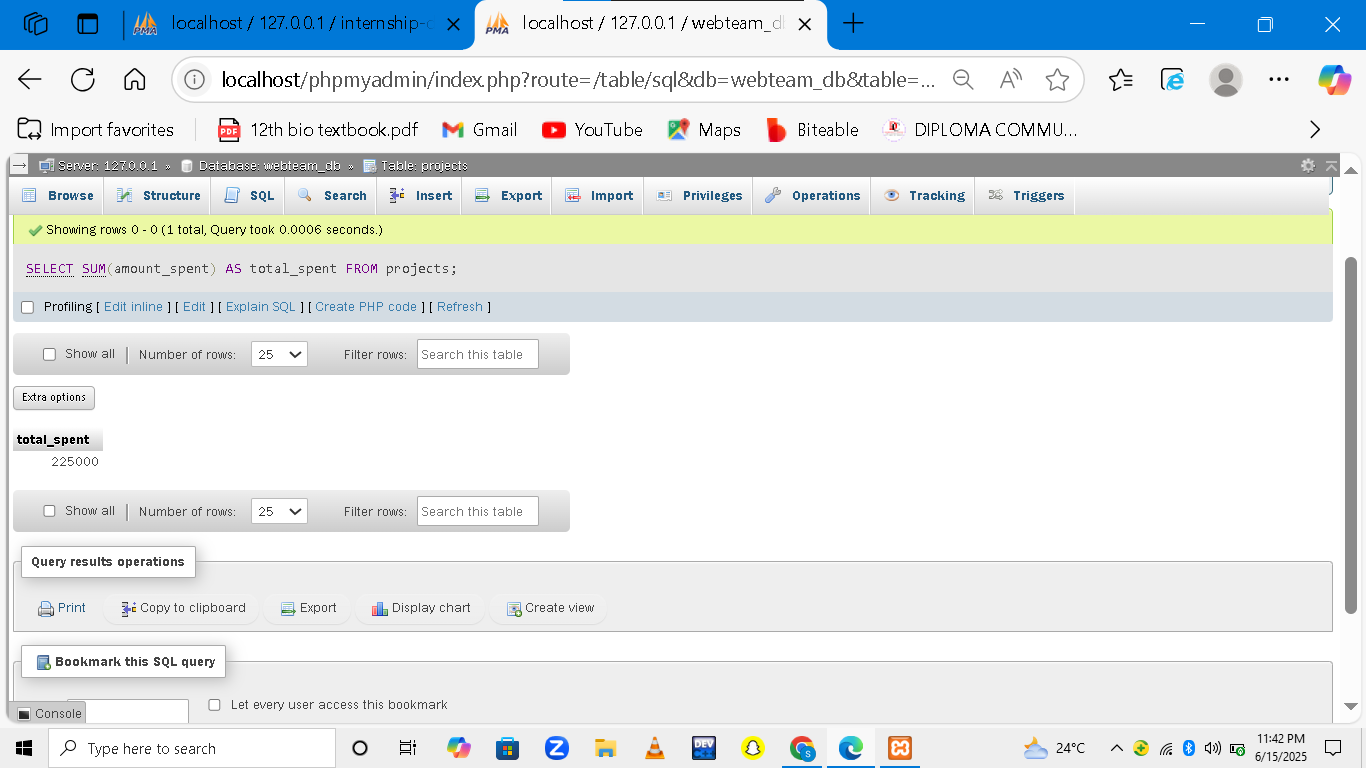 localhost / 127.0.0.1 / internship-
localhost / 127.0.0.1 / webteam_d
localhost/phpmyadmin/index.php?route=/table/sql&db=webteam_db&table=...
Import favorites
PDF 12th bio textbook.pdf
Gmail
YouTube
Maps
Biteable
DIPLOMA COMMU...
Server: 127.0.0.1 » Database: webteam_db » Table: projects
Browse Structure SQL Search Insert Export Import Privileges Operations Tracking Triggers
Showing rows 0 - 0 (1 total, Query took 0.0006 seconds.)
SELECT SUM(amount_spent) AS total_spent FROM projects;
Profiling [ Edit inline ] [ Edit ] [ Explain SQL ] [ Create PHP code ] [ Refresh ]
Show all | Number of rows: 25 Filter rows: Search this table
Extra options
total_spent
225000
Show all | Number of rows: 25 Filter rows: Search this table
Query results operations
Print Copy to clipboard Export Display chart Create view
Bookmark this SQL query
Let every user access this bookmark
Console
Type here to search
24°C
11:42 PM
6/15/2025